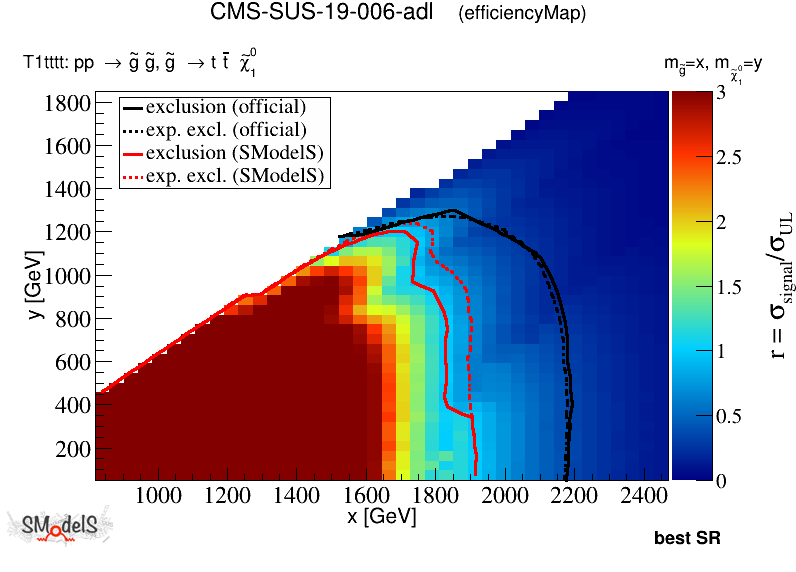 CMS-SUS-19-006-adl (efficiencyMap)
T1tttt: pp → g̃ g̃, g̃ → t t̄ χ̃₁⁰
m_g̃=x, m_χ̃₁⁰=y
exclusion (official)
exp. excl. (official)
exclusion (SModelS)
exp. excl. (SModelS)
1800
1600
1400
1200
1000
800
600
400
200
y [GeV]
1000 1200 1400 1600 1800 2000 2200 2400
x [GeV]
3
2.5
2
1.5
1
0.5
0
r = σ_signal/σ_UL
SModelS
best SR